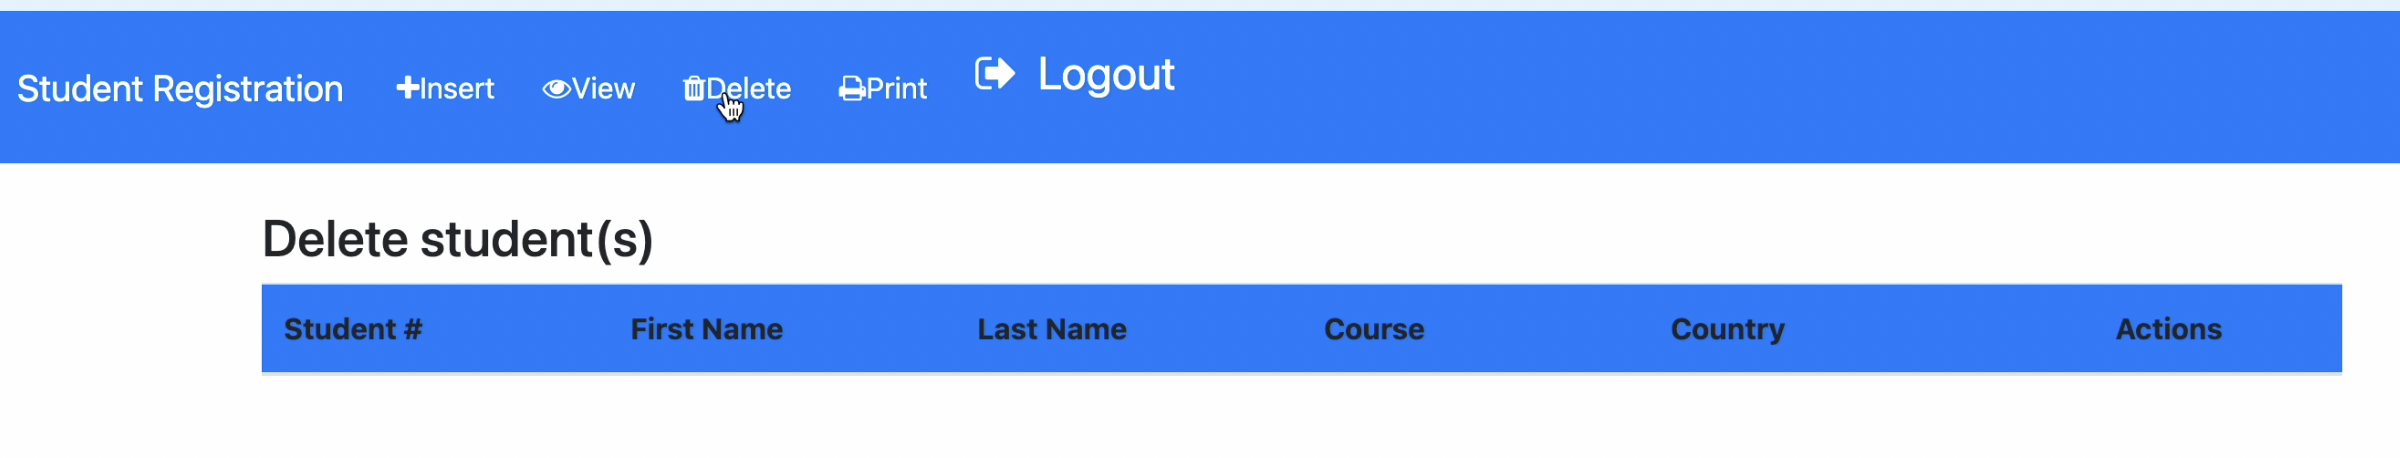 Student Registration Insert View Delete Print Logout
Delete student(s)
Student # First Name Last Name Course Country Actions